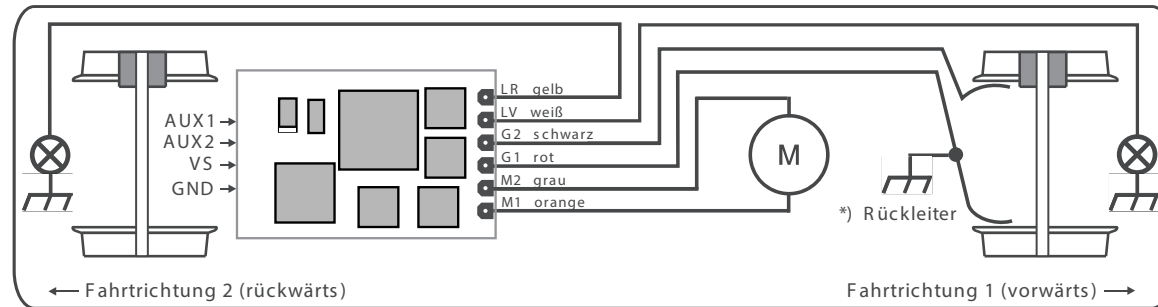 LR gelb
LV weiß
G2 schwarz
G1 rot
M2 grau
M1 orange
AUX1
AUX2
VS
GND
M
*) Rückleiter
← Fahrtrichtung 2 (rückwärts)
Fahrtrichtung 1 (vorwärts) →